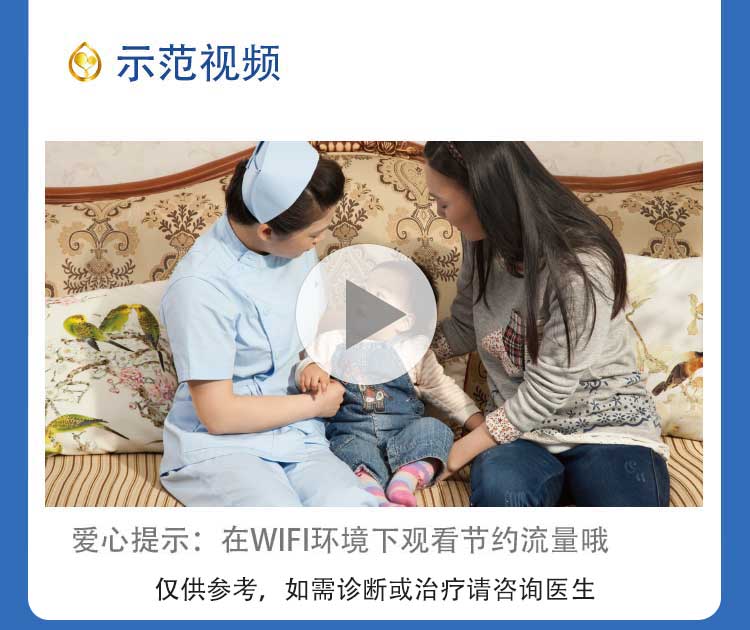 示范视频
爱心提示：在WIFI环境下观看节约流量哦
仅供参考，如需诊断或治疗请咨询医生